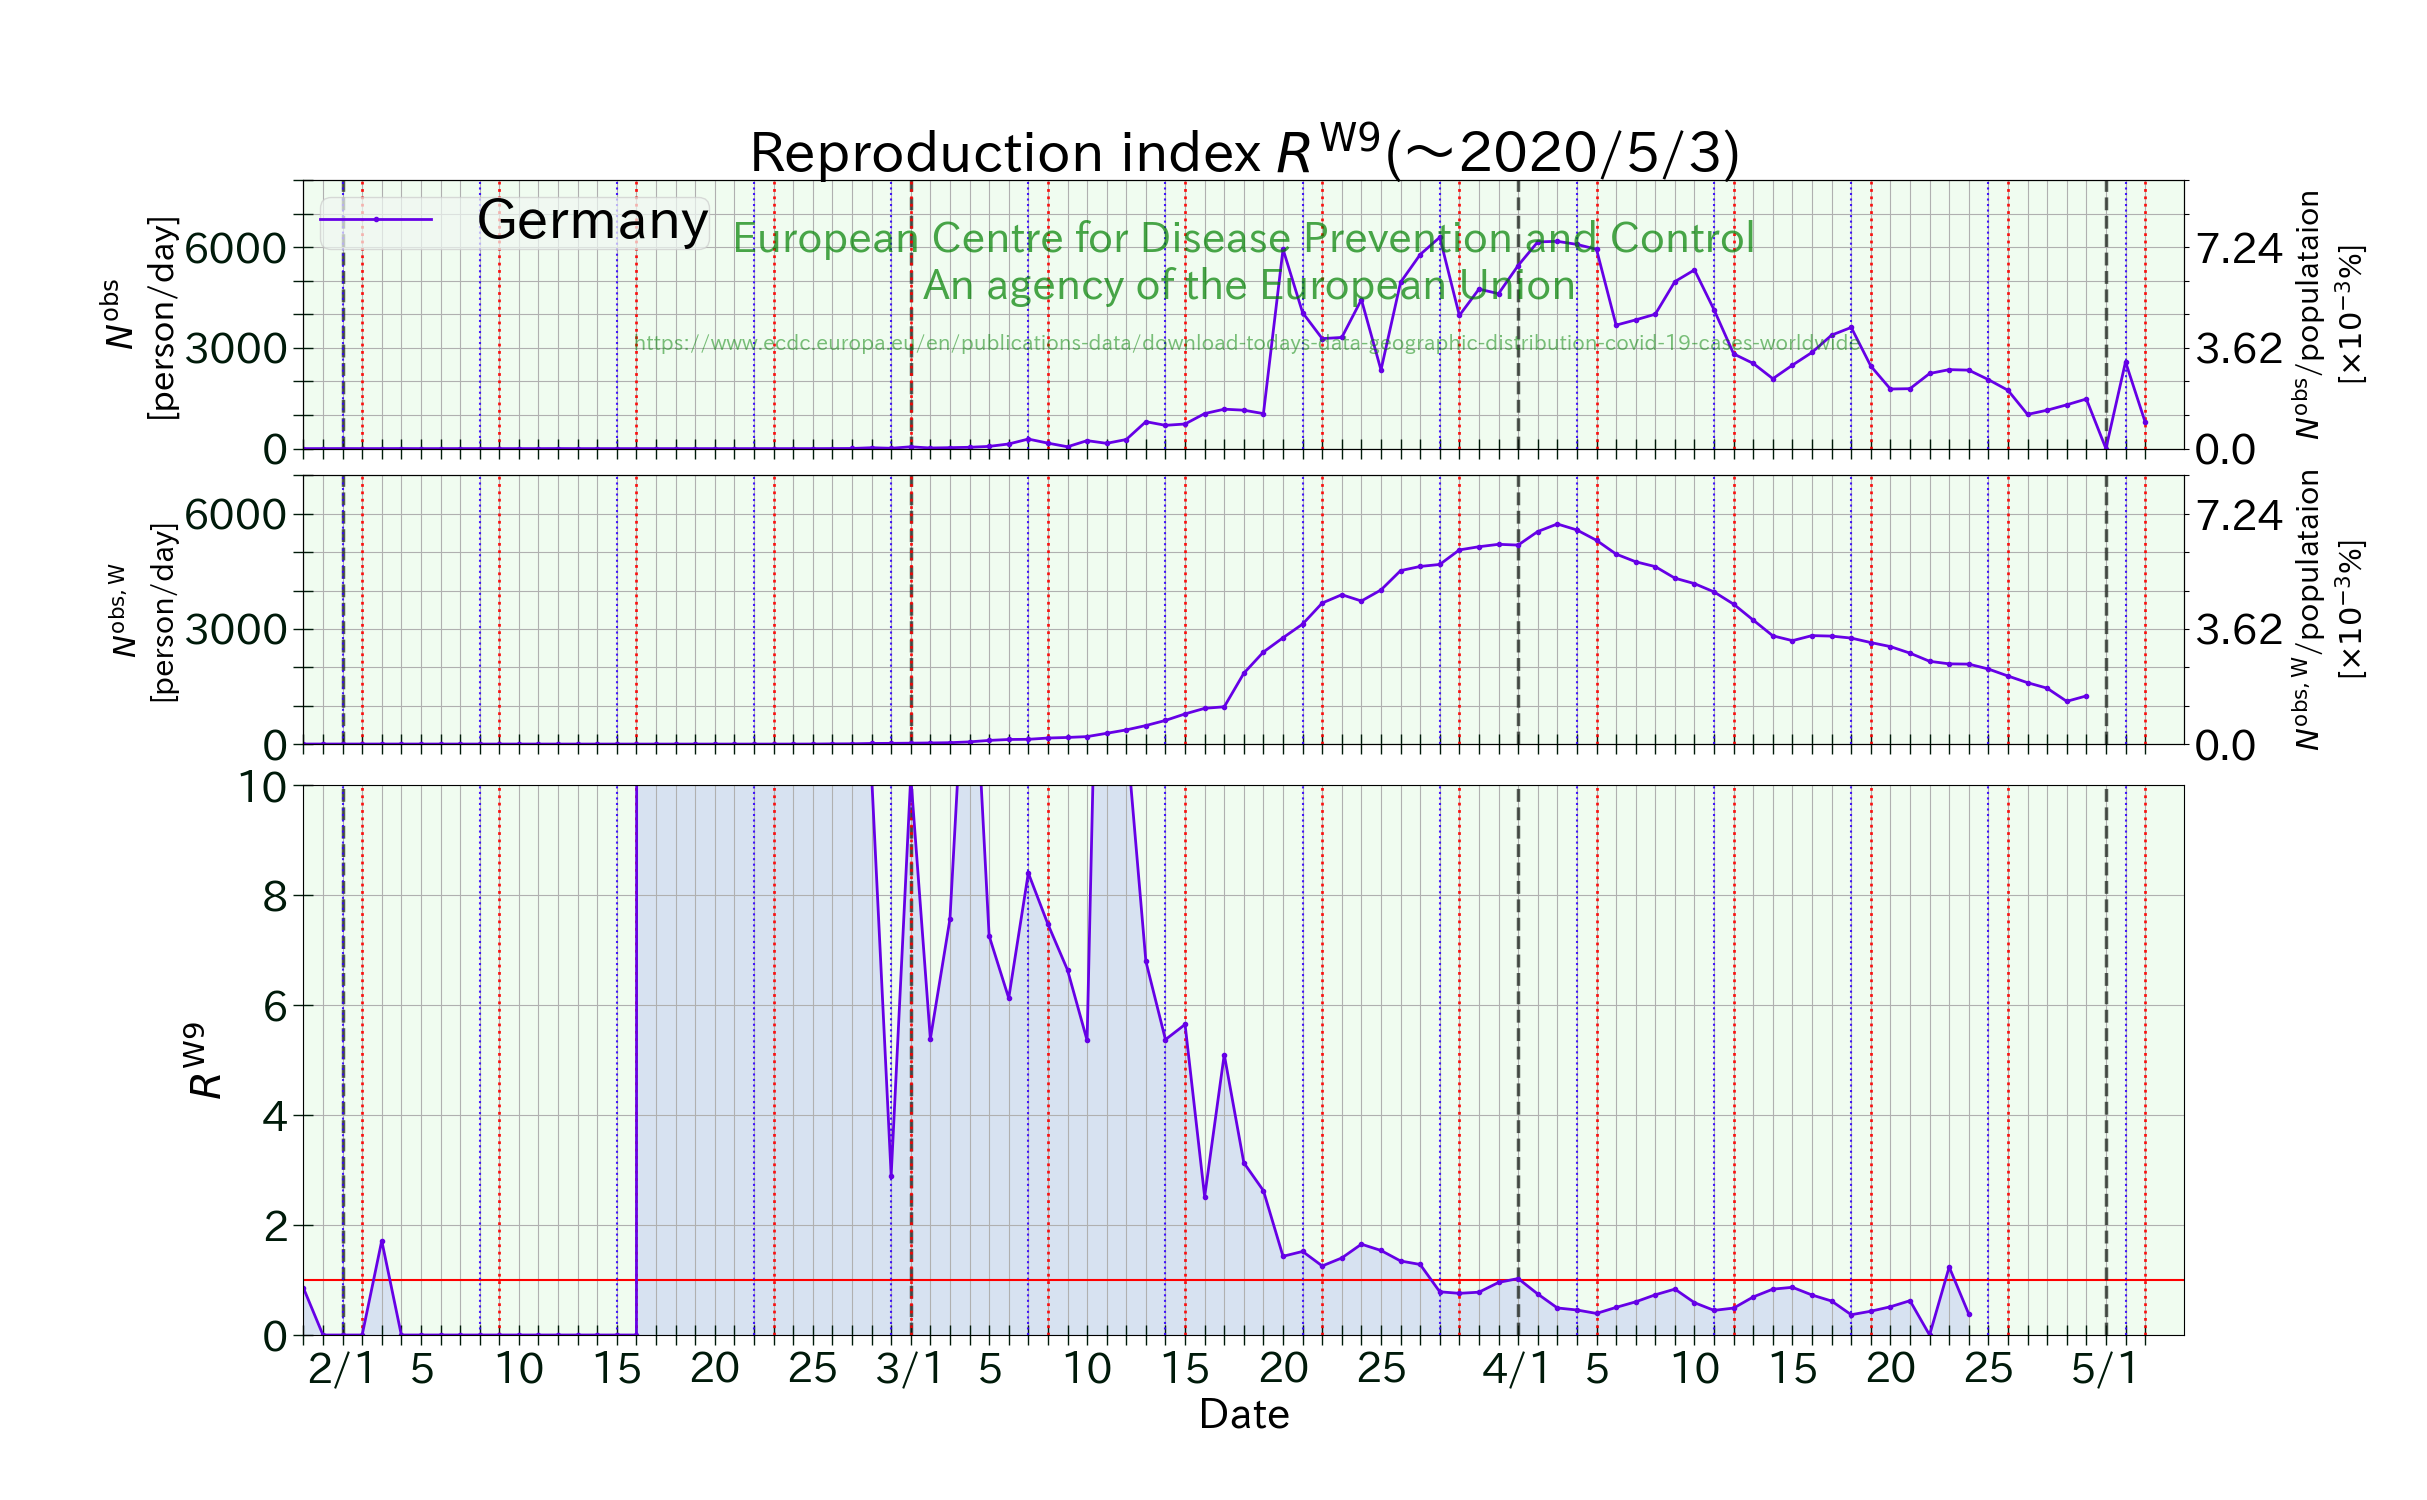 Reproduction index R^W9(～2020/5/3)
Germany
European Centre for Disease Prevention and Control
An agency of the European Union
https://www.ecdc.europa.eu/en/publications-data/download-todays-data-geographic-distribution-covid-19-cases-worldwide
N^obs
[person/day]
6000
3000
0
7.24
3.62
0.0
N^obs/populataion
[×10^−3%]
N^obs, W
[person/day]
6000
3000
0
7.24
3.62
0.0
N^obs, W/populataion
[×10^−3%]
R^W9
10
8
6
4
2
0
2/1 5 10 15 20 25 3/1 5 10 15 20 25 4/1 5 10 15 20 25 5/1
Date